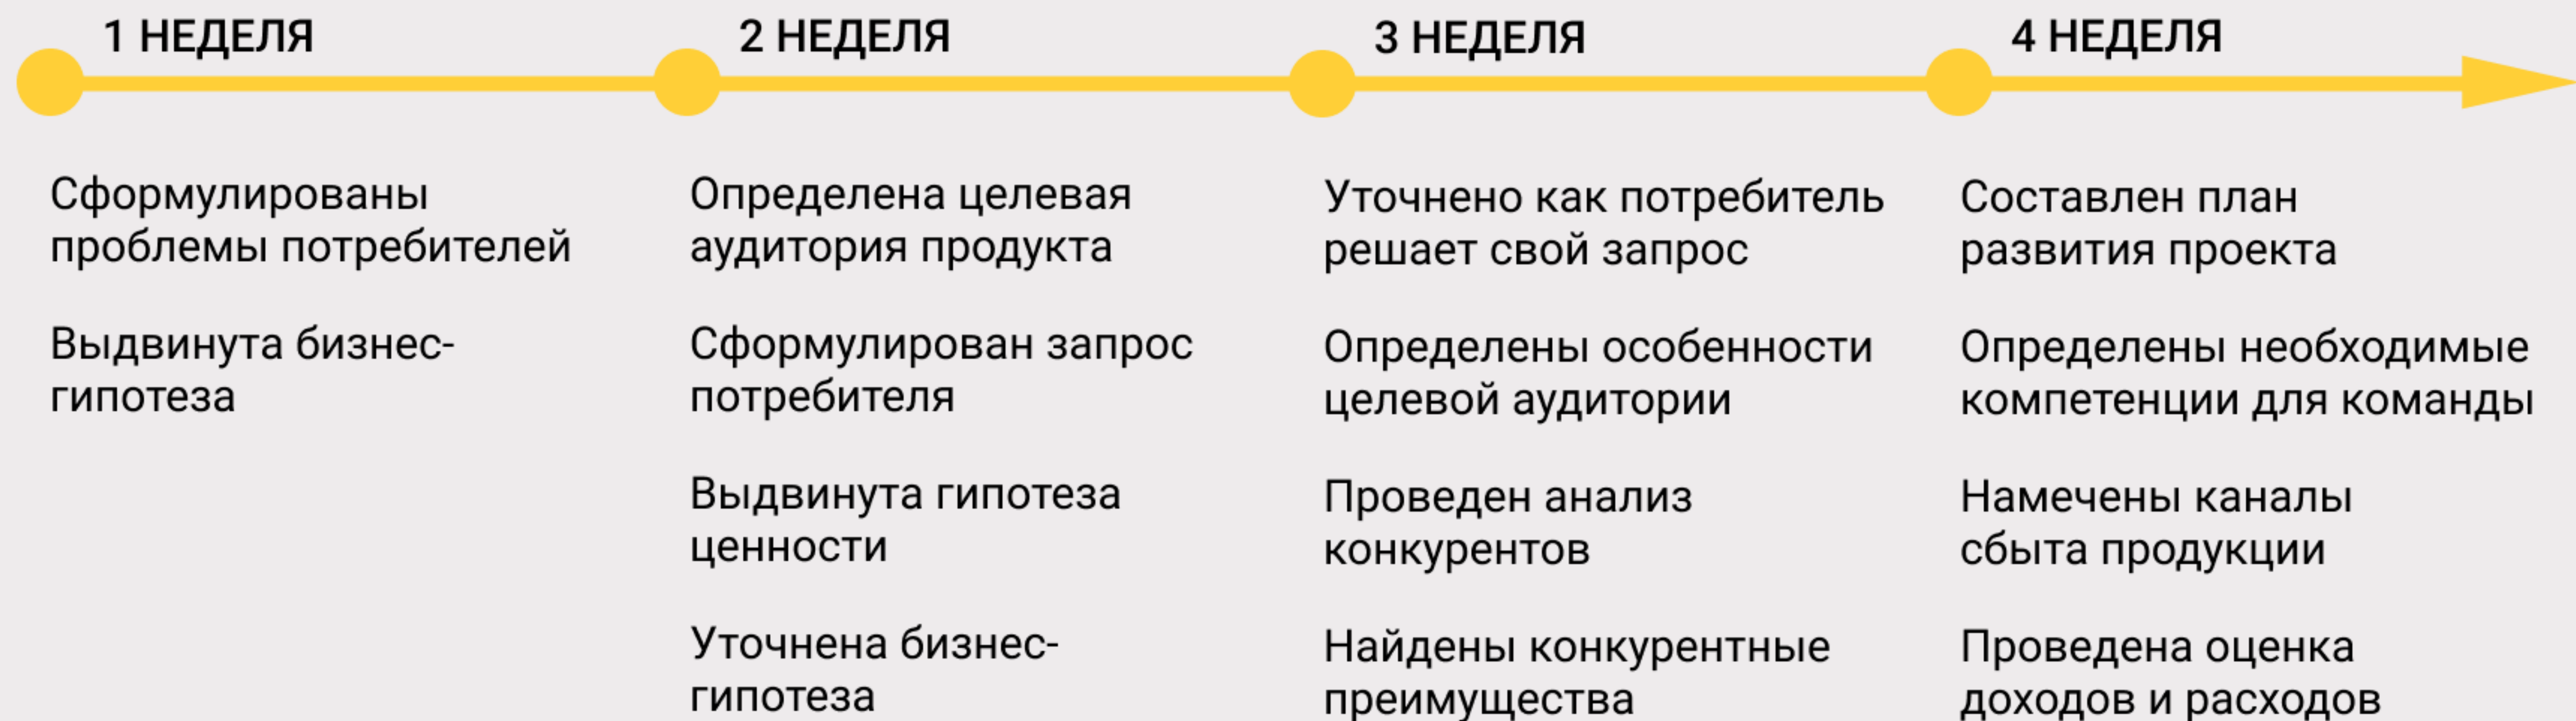 1 НЕДЕЛЯ
Сформулированы
проблемы потребителей
Выдвинута бизнес-
гипотеза
2 НЕДЕЛЯ
Определена целевая
аудитория продукта
Сформулирован запрос
потребителя
Выдвинута гипотеза
ценности
Уточнена бизнес-
гипотеза
3 НЕДЕЛЯ
Уточнено как потребитель
решает свой запрос
Определены особенности
целевой аудитории
Проведен анализ
конкурентов
Найдены конкурентные
преимущества
4 НЕДЕЛЯ
Составлен план
развития проекта
Определены необходимые
компетенции для команды
Намечены каналы
сбыта продукции
Проведена оценка
доходов и расходов